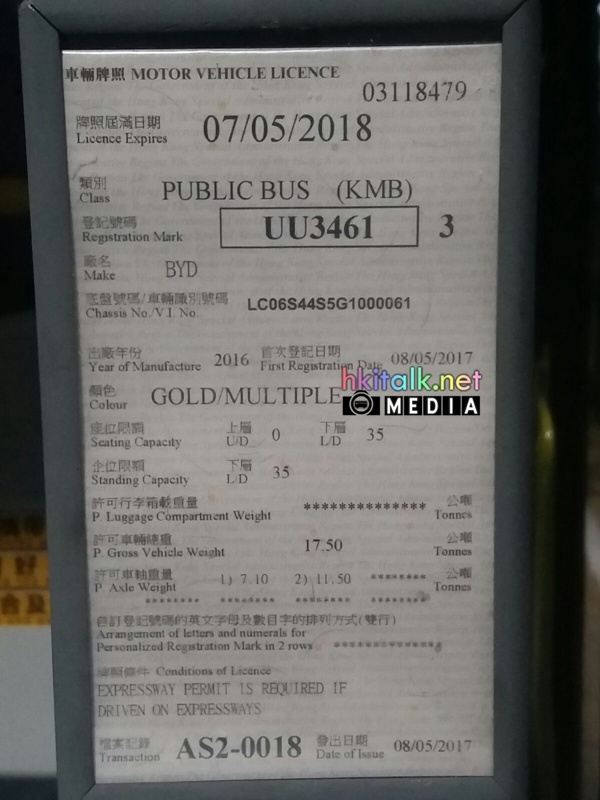 車輛牌照 MOTOR VEHICLE LICENCE
03118479
牌照屆滿日期
Licence Expires 07/05/2018
類別
Class PUBLIC BUS (KMB)
登記號碼
Registration Mark UU3461 3
廠名
Make BYD
底盤號碼/車輛識別號碼
Chassis No./V.I. No. LC06S44S5G1000061
出廠年份 首次登記日期
Year of Manufacture 2016 First Registration Date 08/05/2017
hkitalk.net
MEDIA
顏色
Colour GOLD/MULTIPLE
座位限額 上層 下層
Seating Capacity U/D 0 L/D 35
企位限額 下層
Standing Capacity L/D 35
許可行李箱載重量 ************** 公噸
P. Luggage Compartment Weight Tonnes
許可車輛總重 公噸
P. Gross Vehicle Weight 17.50 Tonnes
許可車軸重量 1) 7.10 2) 11.50 ******* 公噸
P. Axle Weight Tonnes
******* ******* ******* *******
自訂登記號碼的英文字母及數目字的排列方式(雙行)
Arrangement of letters and numerals for
Personalized Registration Mark in 2 rows **************
牌照條件 Conditions of Licence
EXPRESSWAY PERMIT IS REQUIRED IF
DRIVEN ON EXPRESSWAYS
檔案記錄 發出日期
Transaction AS2-0018 Date of Issue 08/05/2017